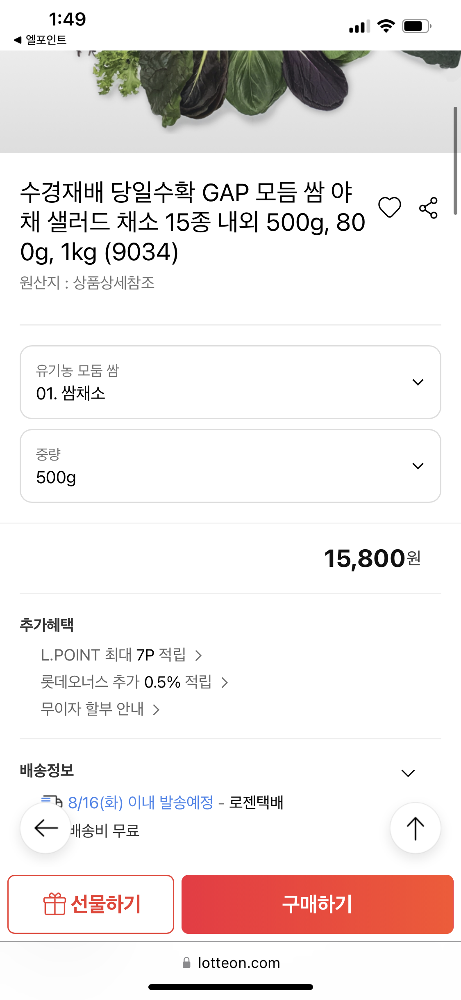 1:49
◀ 엘포인트
수경재배 당일수확 GAP 모듬 쌈 야
채 샐러드 채소 15종 내외 500g, 80
0g, 1kg (9034)
원산지 : 상품상세참조
유기농 모둠 쌈
01. 쌈채소
중량
500g
15,800원
추가혜택
L.POINT 최대 7P 적립
롯데오너스 추가 0.5% 적립
무이자 할부 안내
배송정보
8/16(화) 이내 발송예정 - 로젠택배
배송비 무료
선물하기
구매하기
lotteon.com